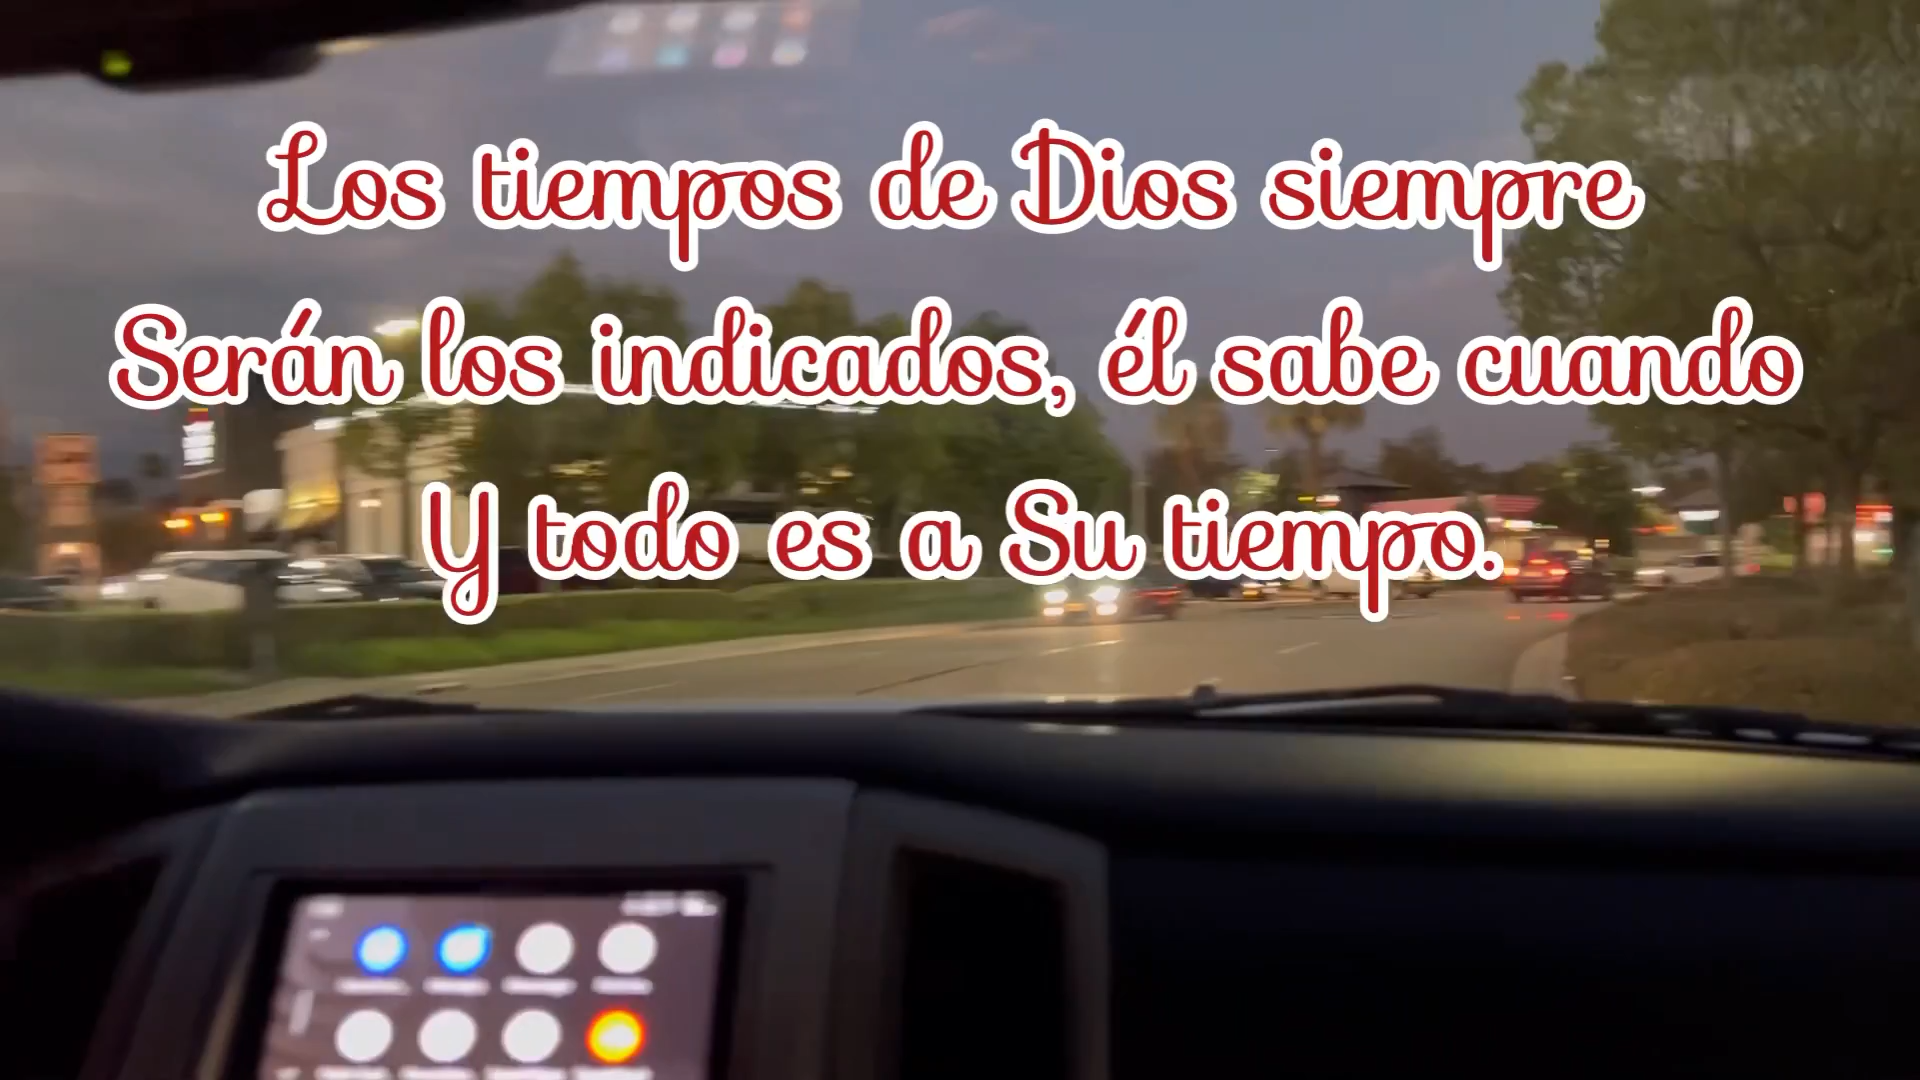 Los tiempos de Dios siempre
Serán los indicados, él sabe cuando
Y todo es a Su tiempo.